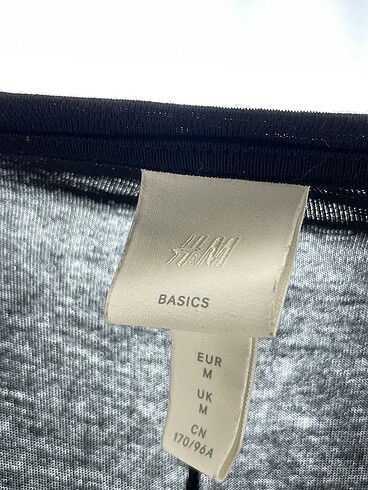 H&M
BASICS
EUR
M
UK
M
CN
170/96A